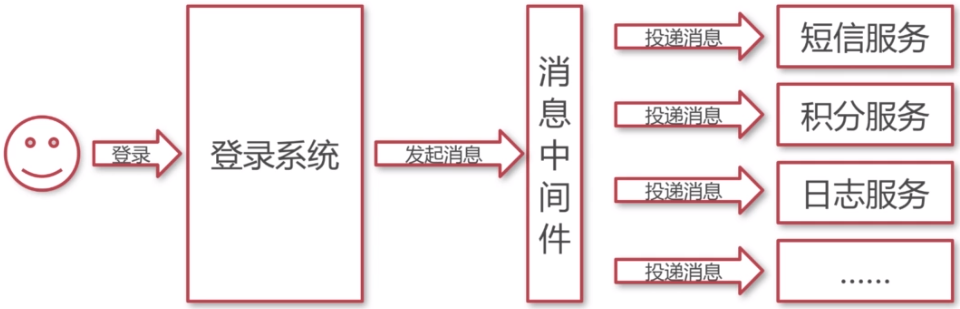 登录
登录系统
发起消息
消息中间件
投递消息
短信服务
投递消息
积分服务
投递消息
日志服务
投递消息
......